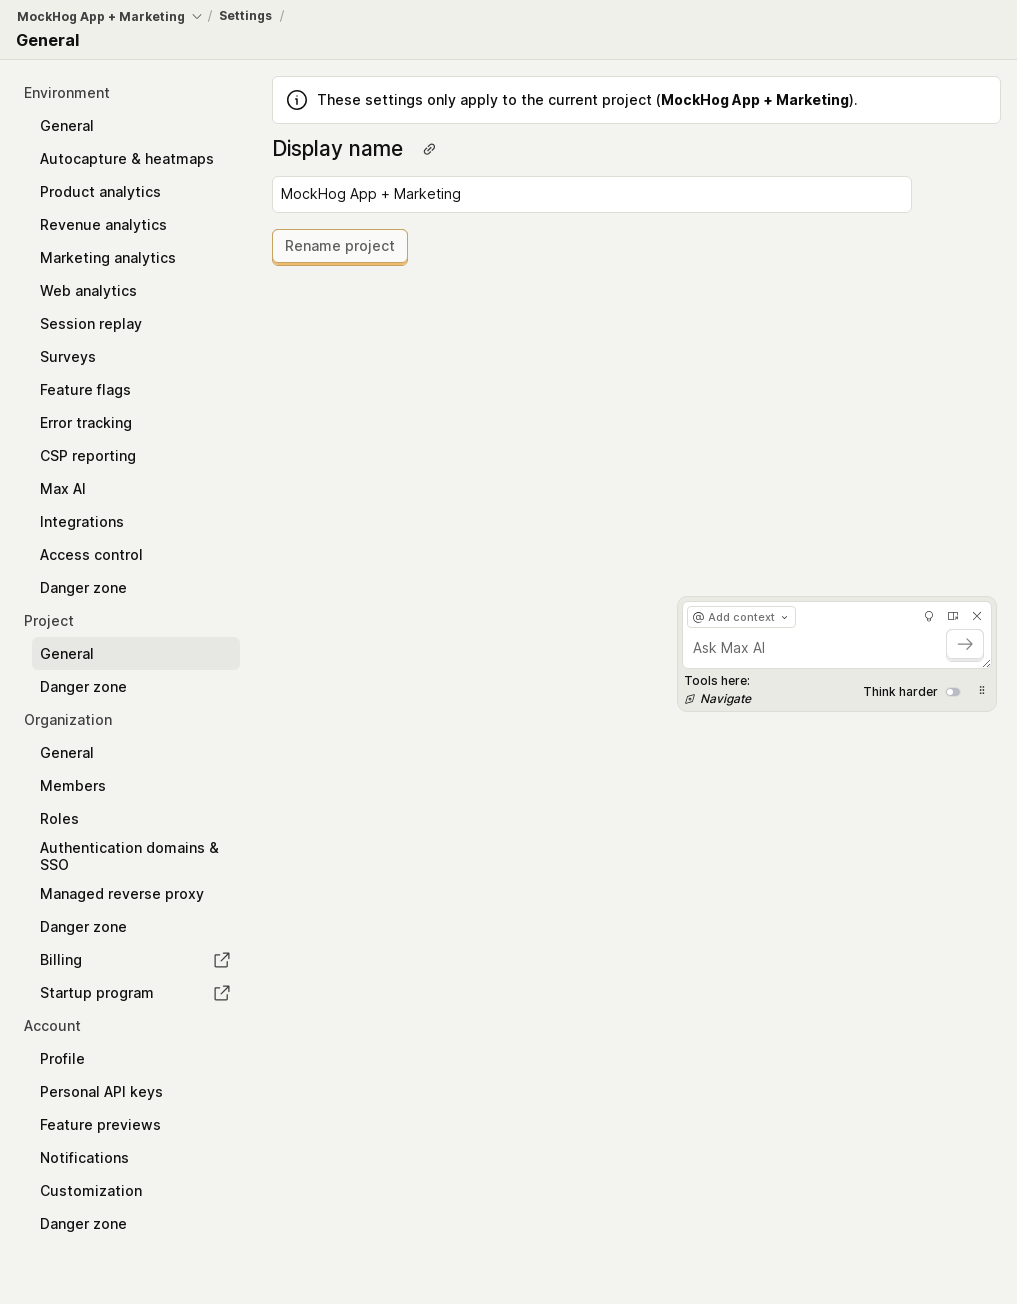 MockHog App + Marketing / Settings /
General
Environment
General
Autocapture & heatmaps
Product analytics
Revenue analytics
Marketing analytics
Web analytics
Session replay
Surveys
Feature flags
Error tracking
CSP reporting
Max AI
Integrations
Access control
Danger zone
Project
General
Danger zone
Organization
General
Members
Roles
Authentication domains &
SSO
Managed reverse proxy
Danger zone
Billing
Startup program
Account
Profile
Personal API keys
Feature previews
Notifications
Customization
Danger zone
These settings only apply to the current project (MockHog App + Marketing).
Display name
MockHog App + Marketing
Rename project
@ Add context
Ask Max AI
Tools here:
Navigate
Think harder